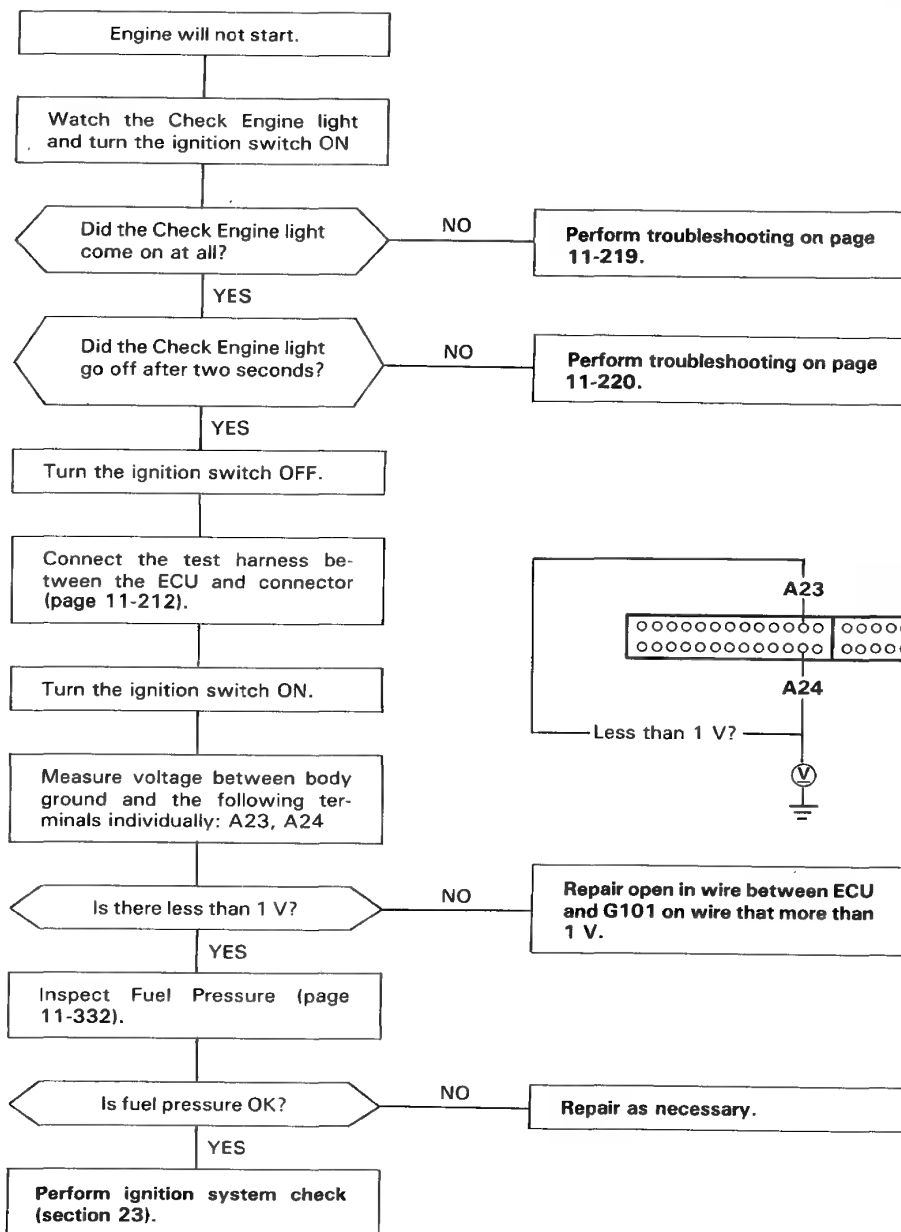 Engine will not start.
Watch the Check Engine light
and turn the ignition switch ON
Did the Check Engine light
come on at all?
NO
Perform troubleshooting on page
11-219.
YES
Did the Check Engine light
go off after two seconds?
NO
Perform troubleshooting on page
11-220.
YES
Turn the ignition switch OFF.
Connect the test harness be-
tween the ECU and connector
(page 11-212).
A23
A24
Less than 1 V?
V
Turn the ignition switch ON.
Measure voltage between body
ground and the following ter-
minals individually: A23, A24
Is there less than 1 V?
NO
Repair open in wire between ECU
and G101 on wire that more than
1 V.
YES
Inspect Fuel Pressure (page
11-332).
Is fuel pressure OK?
NO
Repair as necessary.
YES
Perform ignition system check
(section 23).